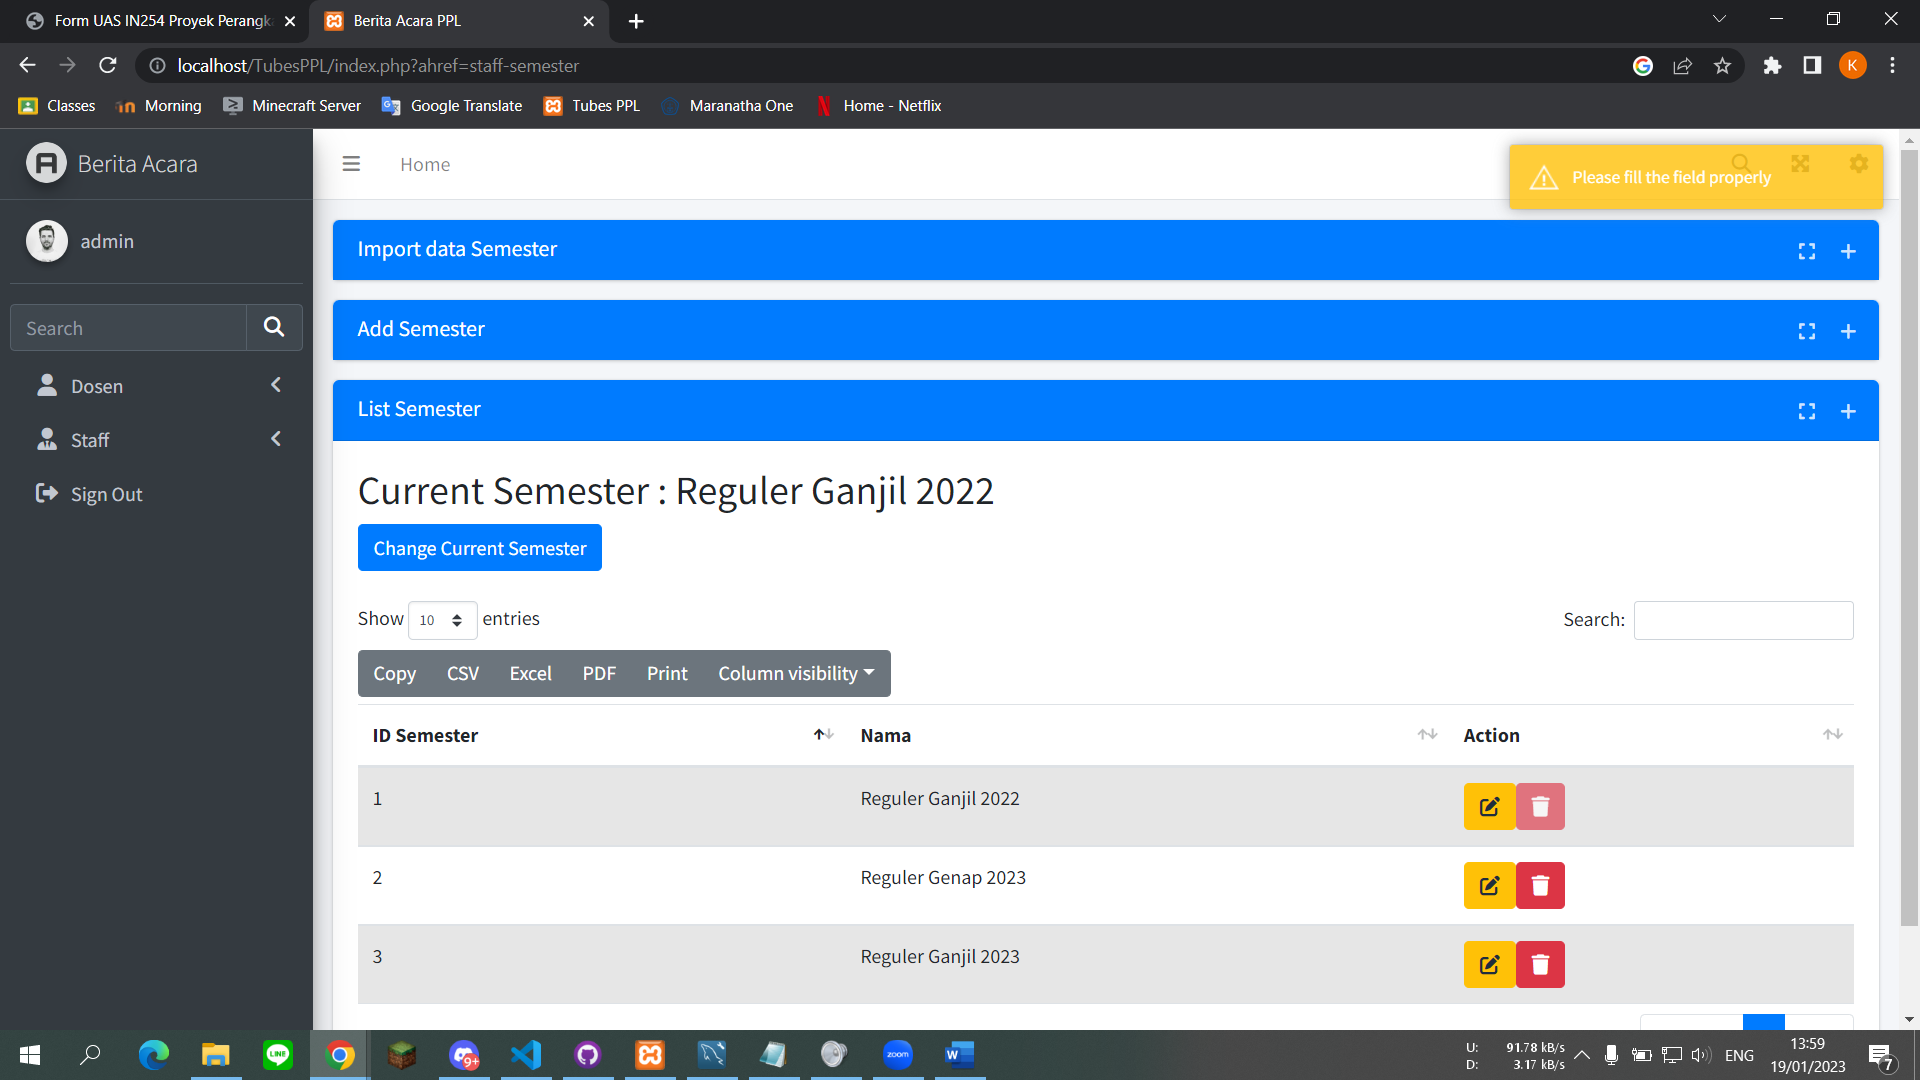 Form UAS IN254 Proyek Perangk
Berita Acara PPL
localhost/TubesPPL/index.php?ahref=staff-semester
K
Classes
Morning
Minecraft Server
Google Translate
Tubes PPL
Maranatha One
Home - Netflix
Berita Acara
Home
Please fill the field properly
admin
Search
Dosen
Staff
Sign Out
Import data Semester
Add Semester
List Semester
Current Semester : Reguler Ganjil 2022
Change Current Semester
Show 10 entries
Search:
Copy CSV Excel PDF Print Column visibility
ID Semester Nama Action
1 Reguler Ganjil 2022
2 Reguler Genap 2023
3 Reguler Ganjil 2023
LINE
9+
zoom
W
U: 91.78 kB/s
D: 3.17 kB/s
ENG
13:59
19/01/2023
7